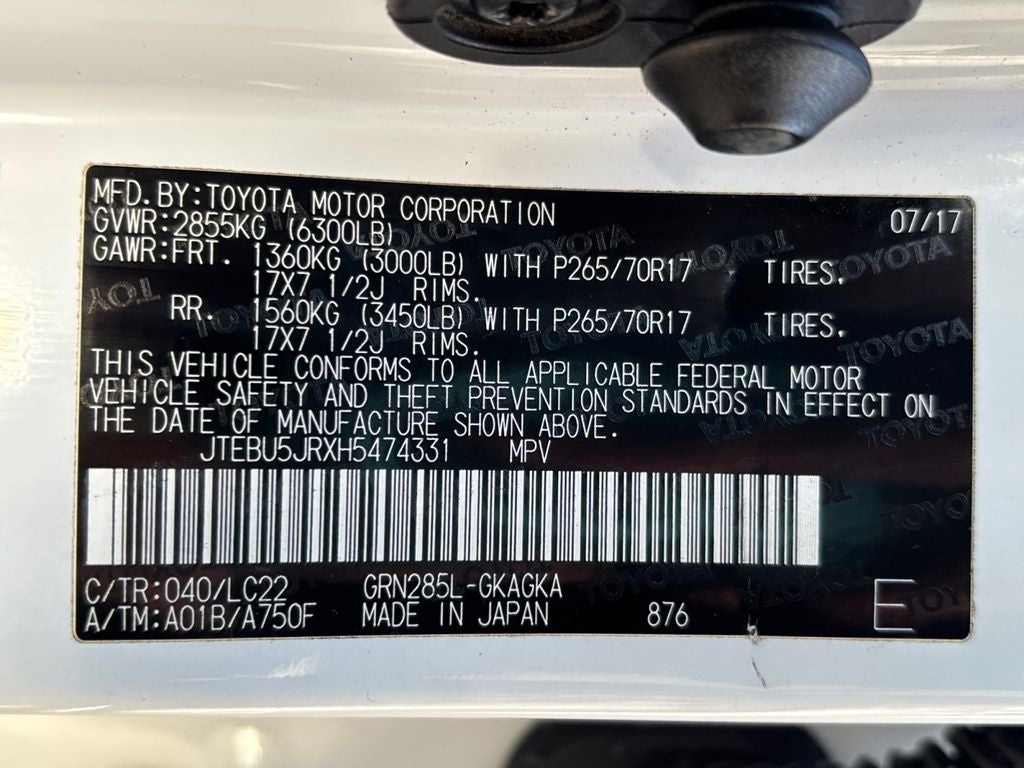 MFD. BY: TOYOTA MOTOR CORPORATION 07/17
GVWR: 2855KG (6300LB)
GAWR: FRT. 1360KG (3000LB) WITH P265/70R17 TIRES.
17X7 1/2J RIMS.
RR. 1560KG (3450LB) WITH P265/70R17 TIRES.
17X7 1/2J RIMS.
THIS VEHICLE CONFORMS TO ALL APPLICABLE FEDERAL MOTOR
VEHICLE SAFETY AND THEFT PREVENTION STANDARDS IN EFFECT ON
THE DATE OF MANUFACTURE SHOWN ABOVE.
JTEBU5JRXH5474331 MPV
C/TR: 040/LC22 GRN285L-GKAGKA
A/TM: A01B/A750F MADE IN JAPAN 876 E